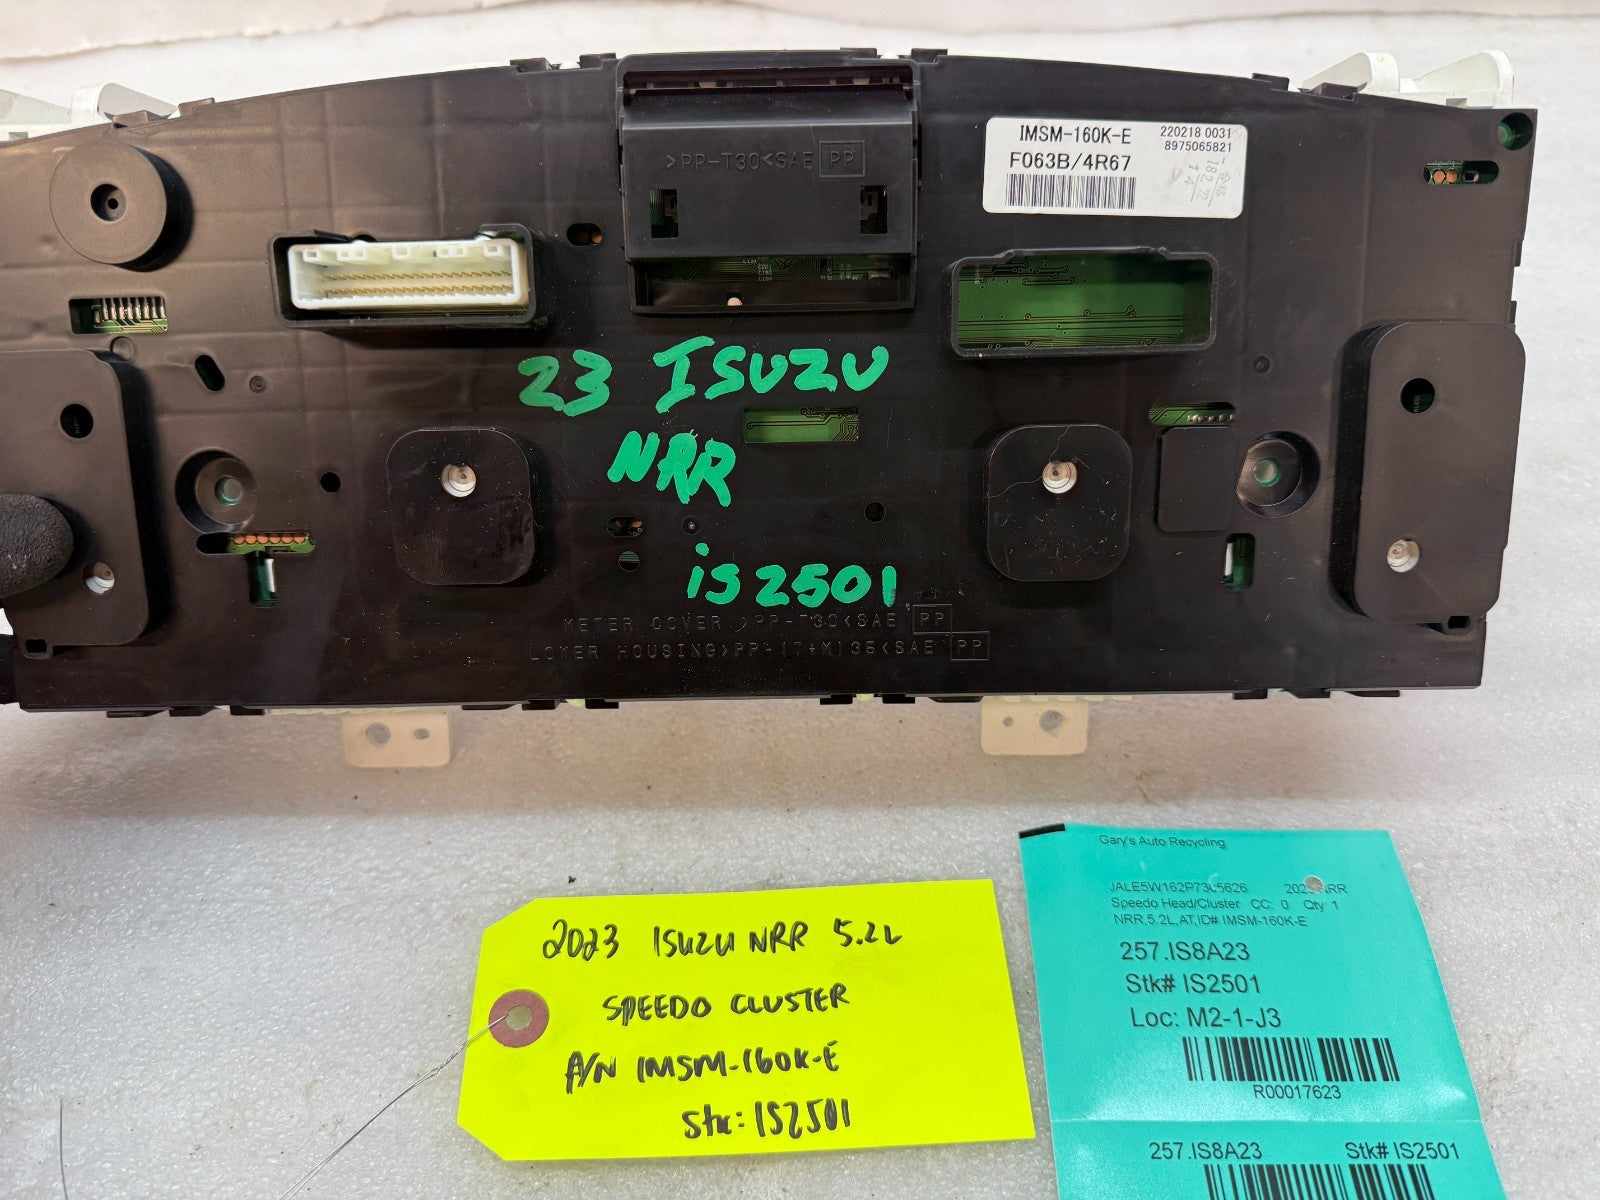 >PP-T30<SAE PP
IMSM-160K-E 220218 0031
8975065821
F063B/4R67
23 ISUZU
NRR
iS2501
METER COVER >PP-T30<SAE PP
LOWER HOUSING>PP-(T+M)35<SAE PP
2023 ISUZU NRR 5.2L
SPEEDO CLUSTER
P/N IMSM-160K-E
Stk: IS2501
Gary's Auto Recycling
NRR
Speedo Head/Cluster CC: 0 Qty 1
NRR,5.2L,AT,ID# IMSM-160K-E
257.IS8A23
Stk# IS2501
Loc: M2-1-J3
R00017623
257.IS8A23 Stk# IS2501